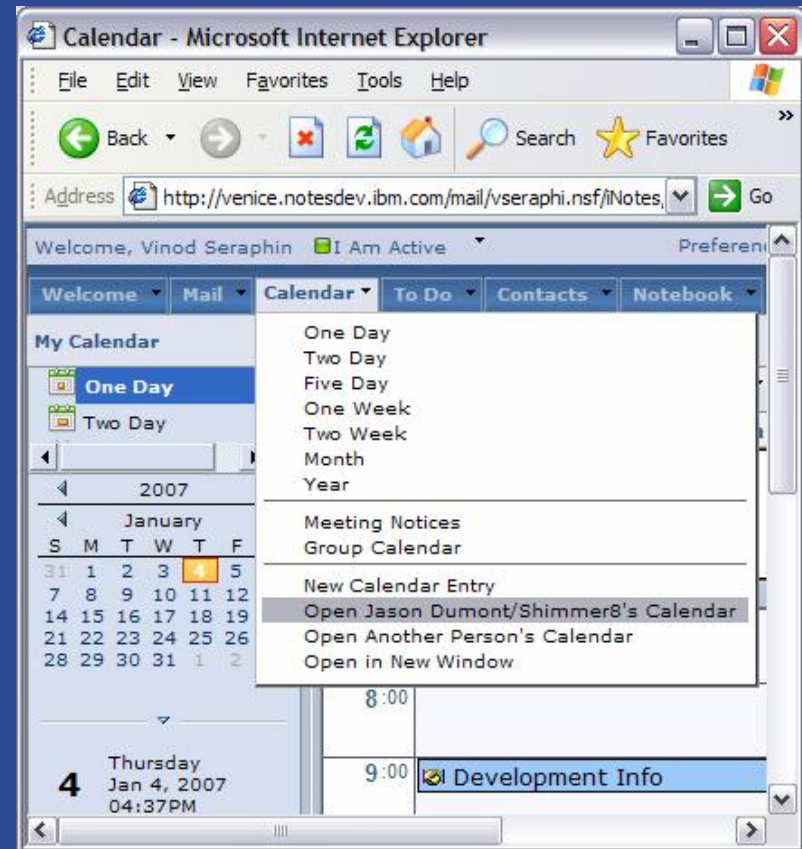 Calendar - Microsoft Internet Explorer
File Edit View Favorites Tools Help
Back Search Favorites »
Address http://venice.notesdev.ibm.com/mail/vseraphi.nsf/iNotes, Go
Welcome, Vinod Seraphin I Am Active
Welcome Mail Calendar To Do Contacts Notebook
My Calendar
One Day
Two Day
2007
January
S M T W T F
31 1 2 3 4 5
7 8 9 10 11 12
14 15 16 17 18 19
21 22 23 24 25 26
28 29 30 31 1 2
4
Thursday
Jan 4, 2007
04:37PM
One Day
Two Day
Five Day
One Week
Two Week
Month
Year
Meeting Notices
Group Calendar
New Calendar Entry
Open Jason Dumont/Shimmer8's Calendar
Open Another Person's Calendar
Open in New Window
8:00
9:00 Development Info